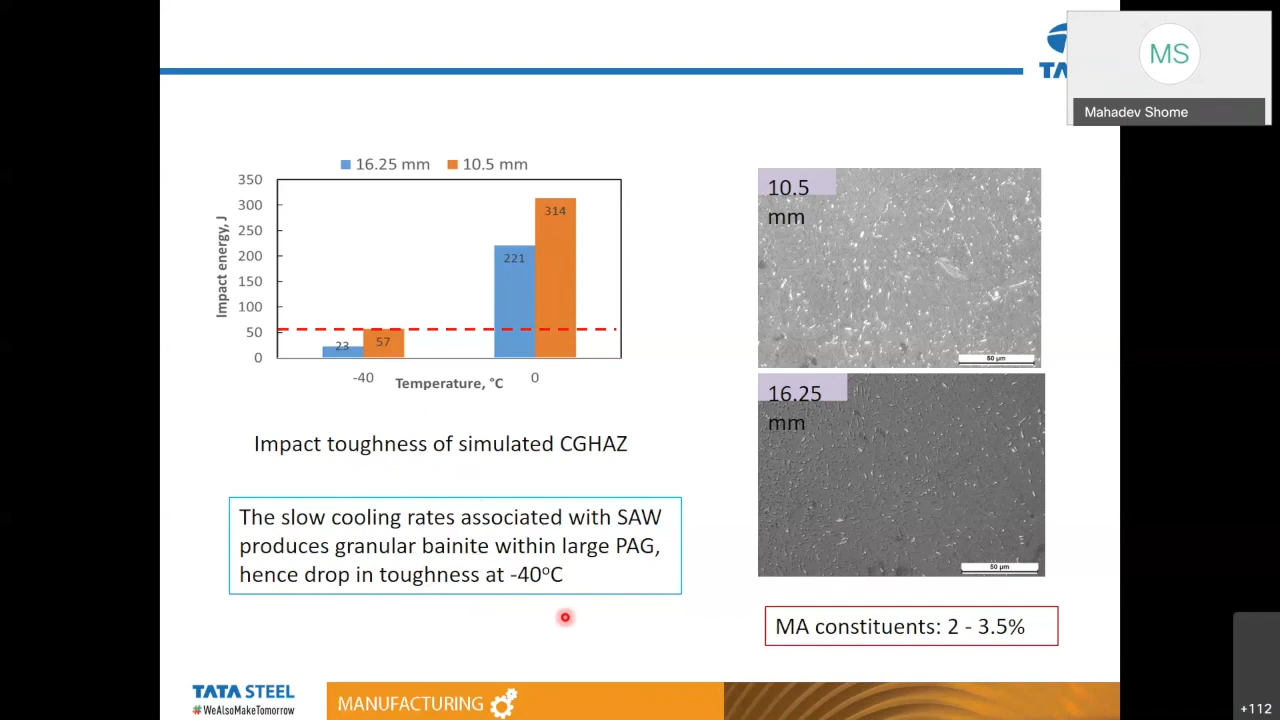 TA
MS
Mahadev Shome
16.25 mm 10.5 mm
350
300
250
200
150
100
50
0
Impact energy, J
23
57
221
314
-40
0
Temperature, °C
Impact toughness of simulated CGHAZ
The slow cooling rates associated with SAW
produces granular bainite within large PAG,
hence drop in toughness at -40°C
10.5
mm
50 µm
16.25
mm
50 µm
MA constituents: 2 - 3.5%
TATA STEEL
#WeAlsoMakeTomorrow
MANUFACTURING
+112